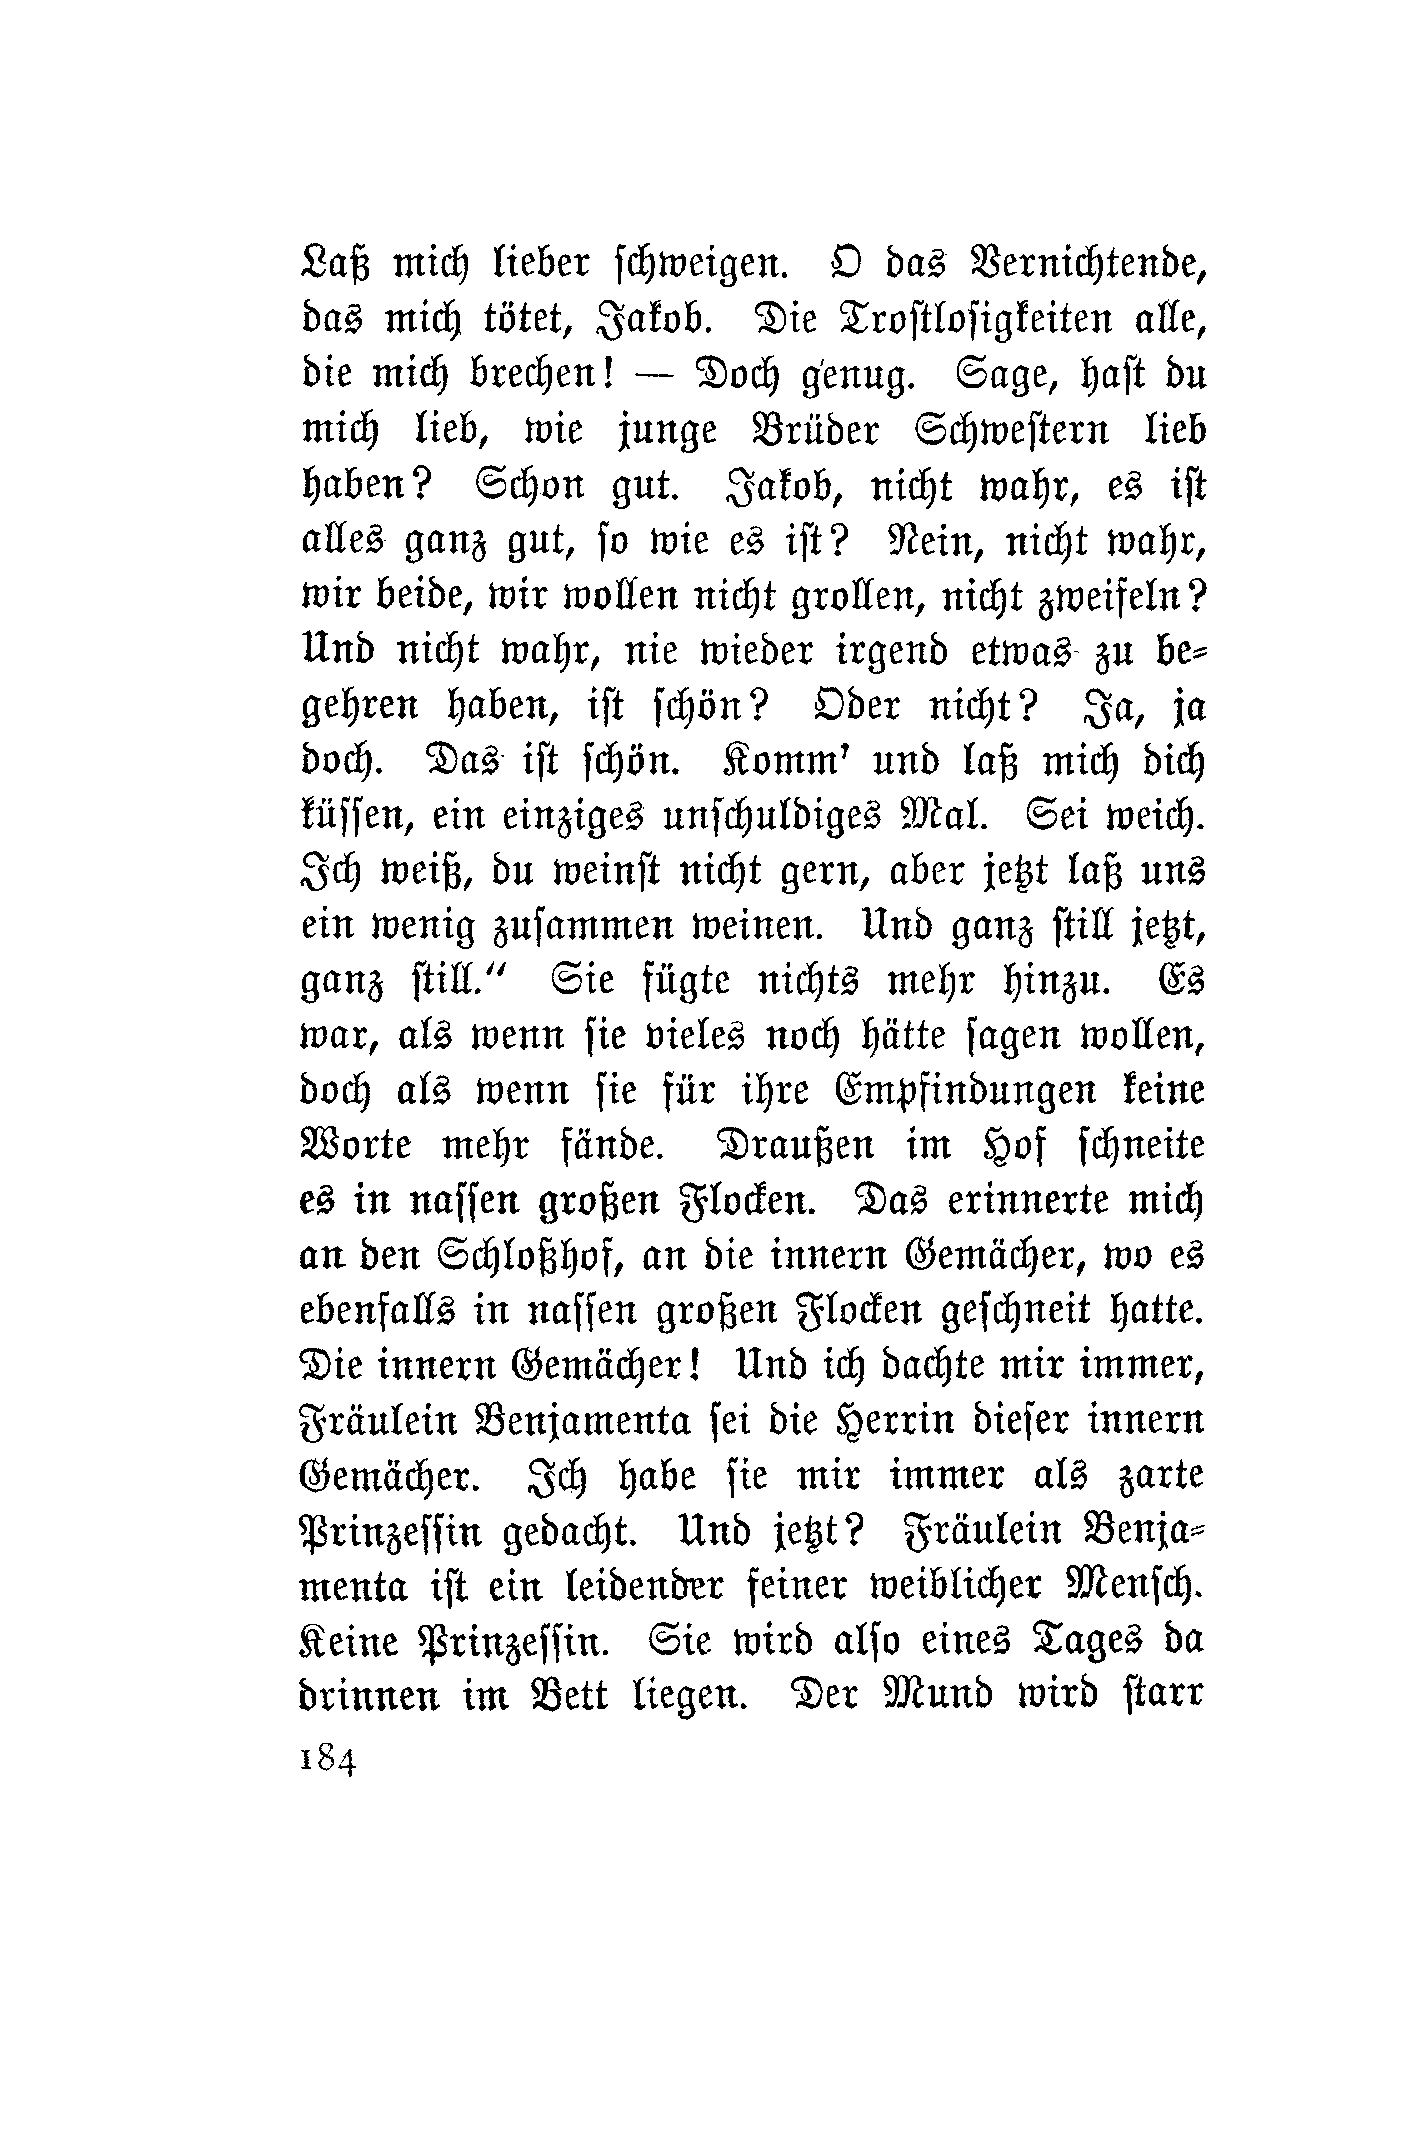 Laß mich lieber schweigen. O das Vernichtende,
das mich tötet, Jakob. Die Trostlosigkeiten alle,
die mich brechen! — Doch genug. Sage, hast du
mich lieb, wie junge Brüder Schwestern lieb
haben? Schon gut. Jakob, nicht wahr, es ist
alles ganz gut, so wie es ist? Nein, nicht wahr,
wir beide, wir wollen nicht grollen, nicht zweifeln?
Und nicht wahr, nie wieder irgend etwas zu be-
gehren haben, ist schön? Oder nicht? Ja, ja
doch. Das ist schön. Komm' und laß mich dich
küssen, ein einziges unschuldiges Mal. Sei weich.
Ich weiß, du weinst nicht gern, aber jetzt laß uns
ein wenig zusammen weinen. Und ganz still jetzt,
ganz still.“ Sie fügte nichts mehr hinzu. Es
war, als wenn sie vieles noch hätte sagen wollen,
doch als wenn sie für ihre Empfindungen keine
Worte mehr fände. Draußen im Hof schneite
es in nassen großen Flocken. Das erinnerte mich
an den Schloßhof, an die innern Gemächer, wo es
ebenfalls in nassen großen Flocken geschneit hatte.
Die innern Gemächer! Und ich dachte mir immer,
Fräulein Benjamenta sei die Herrin dieser innern
Gemächer. Ich habe sie mir immer als zarte
Prinzessin gedacht. Und jetzt? Fräulein Benja-
menta ist ein leidender feiner weiblicher Mensch.
Keine Prinzessin. Sie wird also eines Tages da
drinnen im Bett liegen. Der Mund wird starr
184